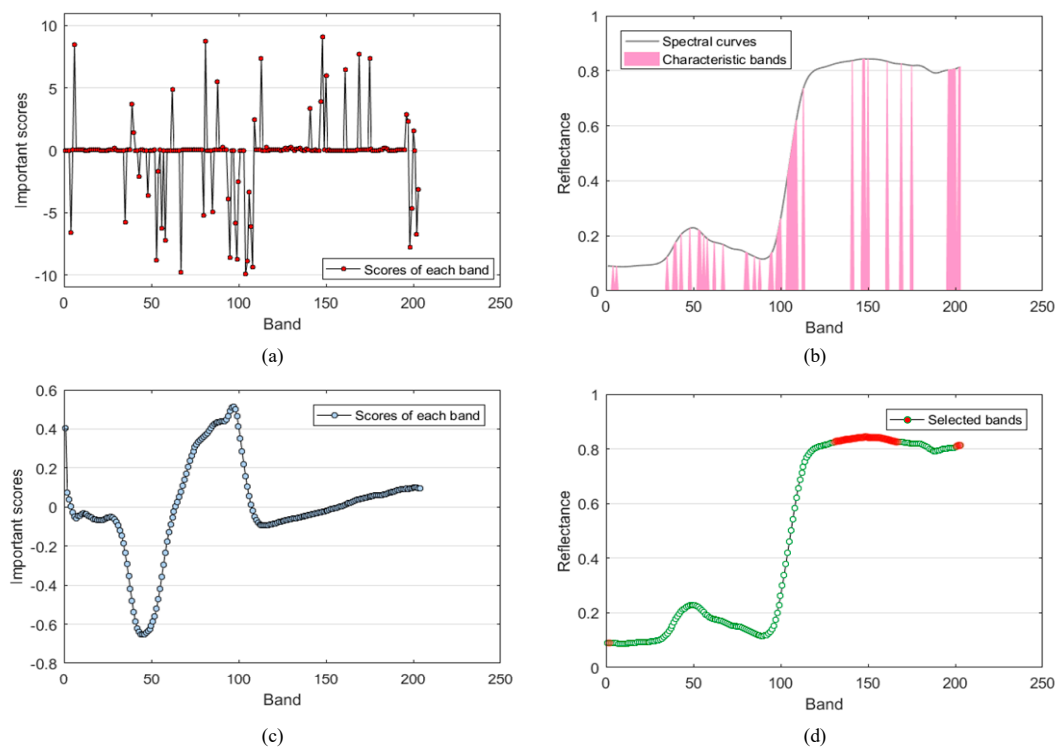 10
5
0
-5
-10
Important scores
Scores of each band
0 50 100 150 200 250
Band
(a)
1
0.8
0.6
0.4
0.2
0
Reflectance
Spectral curves
Characteristic bands
0 50 100 150 200 250
Band
(b)
0.6
0.4
0.2
0
-0.2
-0.4
-0.6
-0.8
Important scores
Scores of each band
0 50 100 150 200 250
Band
(c)
1
0.8
0.6
0.4
0.2
0
Reflectance
Selected bands
0 50 100 150 200 250
Band
(d)